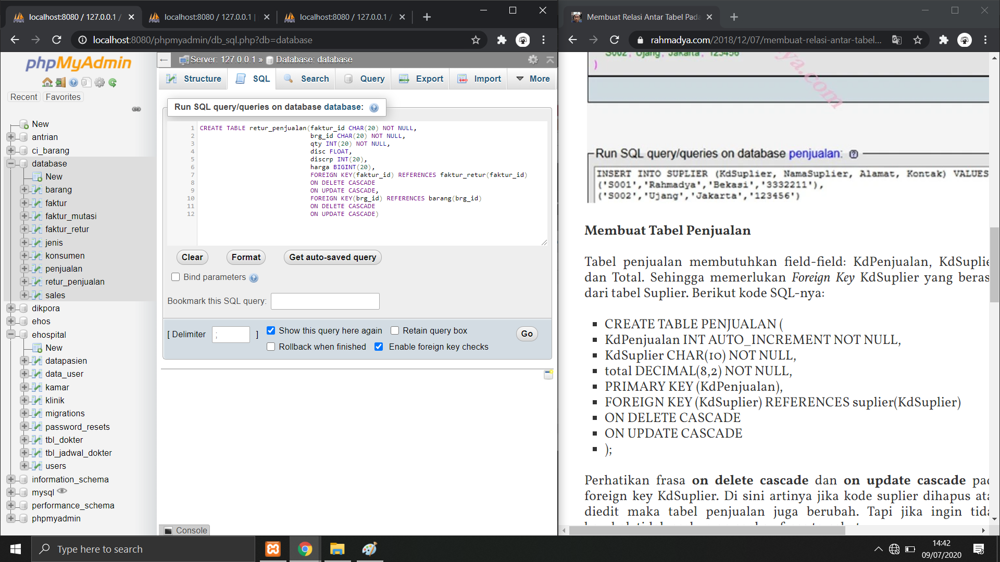 localhost:8080 / 127.0.0.1 /
localhost:8080 / 127.0.0.1 |
localhost:8080 / 127.0.0.1 /
localhost:8080/phpmyadmin/db_sql.php?db=database
phpMyAdmin
Recent
Favorites
New
antrian
ci_barang
database
New
barang
faktur
faktur_mutasi
faktur_retur
jenis
konsumen
penjualan
retur_penjualan
sales
dikpora
ehos
ehospital
New
datapasien
data_user
kamar
klinik
migrations
password_resets
tbl_dokter
tbl_jadwal_dokter
users
information_schema
mysql
performance_schema
phpmyadmin
Server: 127.0.0.1 » Database: database
Structure
SQL
Search
Query
Export
Import
More
Run SQL query/queries on database database:
1 CREATE TABLE retur_penjualan(faktur_id CHAR(20) NOT NULL,
2 brg_id CHAR(20) NOT NULL,
3 qty INT(20) NOT NULL,
4 disc FLOAT,
5 discrp INT(20),
6 harga BIGINT(20),
7 FOREIGN KEY(faktur_id) REFERENCES faktur_retur(faktur_id)
8 ON DELETE CASCADE
9 ON UPDATE CASCADE,
10 FOREIGN KEY(brg_id) REFERENCES barang(brg_id)
11 ON DELETE CASCADE
12 ON UPDATE CASCADE)
Clear
Format
Get auto-saved query
Bind parameters
Bookmark this SQL query:
[ Delimiter ; ]
Show this query here again
Retain query box
Rollback when finished
Enable foreign key checks
Go
Console
Membuat Relasi Antar Tabel Pada
rahmadya.com/2018/12/07/membuat-relasi-antar-tabel...
'S002', 'Ujang', 'Jakarta', '123456'
)
ya.com
Run SQL query/queries on database penjualan:
INSERT INTO SUPLIER (KdSuplier, NamaSuplier, Alamat, Kontak) VALUES
('S001','Rahmadya','Bekasi','3332211'),
('S002','Ujang','Jakarta','123456')
Membuat Tabel Penjualan
Tabel penjualan membutuhkan field-field: KdPenjualan, KdSuplie
dan Total. Sehingga memerlukan Foreign Key KdSuplier yang beras
dari tabel Suplier. Berikut kode SQL-nya:
CREATE TABLE PENJUALAN (
KdPenjualan INT AUTO_INCREMENT NOT NULL,
KdSuplier CHAR(10) NOT NULL,
total DECIMAL(8,2) NOT NULL,
PRIMARY KEY (KdPenjualan),
FOREIGN KEY (KdSuplier) REFERENCES suplier(KdSuplier)
ON DELETE CASCADE
ON UPDATE CASCADE
);
Perhatikan frasa on delete cascade dan on update cascade pad
foreign key KdSuplier. Di sini artinya jika kode suplier dihapus ata
diedit maka tabel penjualan juga berubah. Tapi jika ingin tida
Type here to search
14:42
09/07/2020